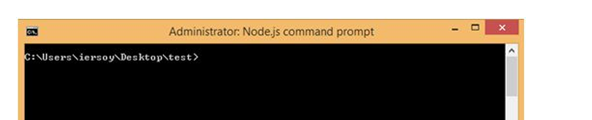 Administrator: Node.js command prompt
C:\Users\iersoy\Desktop\test>